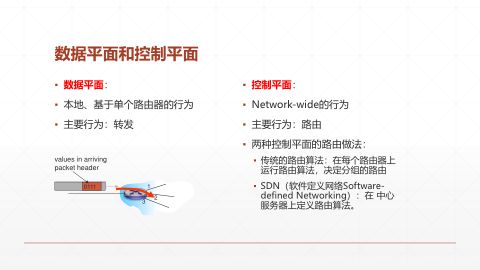 数据平面和控制平面
▪ 数据平面：
▪ 本地、基于单个路由器的行为
▪ 主要行为：转发
values in arriving
packet header
0111
1
2
3
▪ 控制平面：
▪ Network-wide的行为
▪ 主要行为：路由
▪ 两种控制平面的路由做法：
▪ 传统的路由算法：在每个路由器上
运行路由算法，决定分组的路由
▪ SDN（软件定义网络Software-
defined Networking）：在 中心
服务器上定义路由算法。